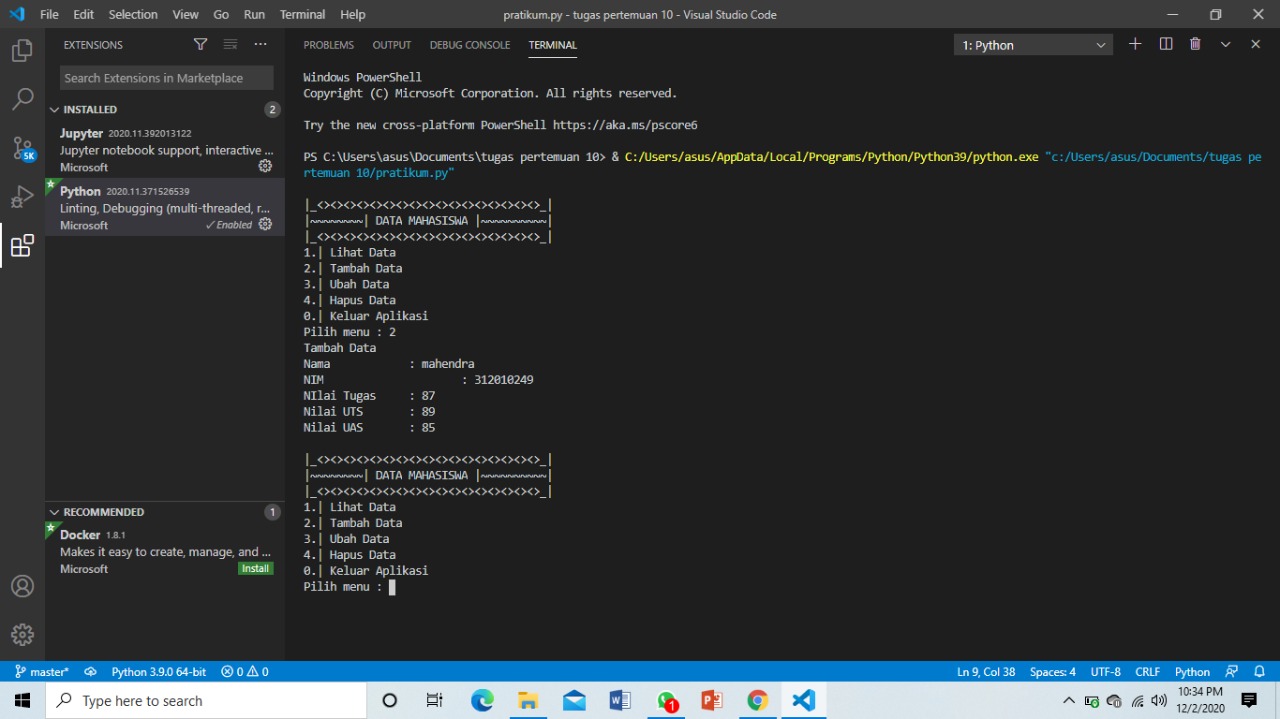 File Edit Selection View Go Run Terminal Help
pratikum.py - tugas pertemuan 10 - Visual Studio Code
EXTENSIONS
Search Extensions in Marketplace
INSTALLED 2
Jupyter 2020.11.392013122
Jupyter notebook support, interactive ...
Microsoft
Python 2020.11.371526539
Linting, Debugging (multi-threaded, r...
Microsoft ✓Enabled
RECOMMENDED 1
Docker 1.8.1
Makes it easy to create, manage, and ...
Microsoft Install
SK
PROBLEMS OUTPUT DEBUG CONSOLE TERMINAL
1: Python
Windows PowerShell
Copyright (C) Microsoft Corporation. All rights reserved.
Try the new cross-platform PowerShell https://aka.ms/pscore6
PS C:\Users\asus\Documents\tugas pertemuan 10> & C:/Users/asus/AppData/Local/Programs/Python/Python39/python.exe "c:/Users/asus/Documents/tugas pe
rtemuan 10/pratikum.py"
|_<><><><><><><><><><><><><><><><><>_|
|~~~~~~~~| DATA MAHASISWA |~~~~~~~~~~|
|_<><><><><><><><><><><><><><><><><>_|
1.| Lihat Data
2.| Tambah Data
3.| Ubah Data
4.| Hapus Data
0.| Keluar Aplikasi
Pilih menu : 2
Tambah Data
Nama : mahendra
NIM : 312010249
NIlai Tugas : 87
Nilai UTS : 89
Nilai UAS : 85
|_<><><><><><><><><><><><><><><><><>_|
|~~~~~~~~| DATA MAHASISWA |~~~~~~~~~~|
|_<><><><><><><><><><><><><><><><><>_|
1.| Lihat Data
2.| Tambah Data
3.| Ubah Data
4.| Hapus Data
0.| Keluar Aplikasi
Pilih menu :
master* Python 3.9.0 64-bit 0 0 Ln 9, Col 38 Spaces: 4 UTF-8 CRLF Python
Type here to search
1
10:34 PM
12/2/2020